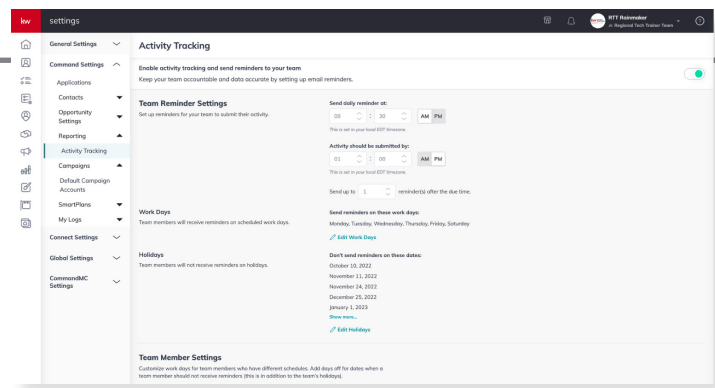 kw
settings
RTT Rainmaker
Regional Tech Trainer Team
General Settings
Command Settings
Applications
Contacts
Opportunity
Settings
Reporting
Activity Tracking
Campaigns
Default Campaign
Accounts
SmartPlans
My Logs
Connect Settings
Global Settings
CommandMC
Settings
Activity Tracking
Enable activity tracking and send reminders to your team
Keep your team accountable and data accurate by setting up email reminders.
Team Reminder Settings
Set up reminders for your team to submit their activity.
Send daily reminder at:
08 : 30 AM PM
This is set in your local EDT timezone.
Activity should be submitted by:
01 : 00 AM PM
This is set in your local EDT timezone.
Send up to 1 reminder(s) after the due time.
Work Days
Team members will receive reminders on scheduled work days.
Send reminders on these work days:
Monday, Tuesday, Wednesday, Thursday, Friday, Saturday
Edit Work Days
Holidays
Team members will not receive reminders on holidays.
Don't send reminders on these dates:
October 10, 2022
November 11, 2022
November 24, 2022
December 25, 2022
January 1, 2023
Show more...
Edit Holidays
Team Member Settings
Customize work days for team members who have different schedules. Add days off for dates when a
team member should not receive reminders (this is in addition to the team's holidays).